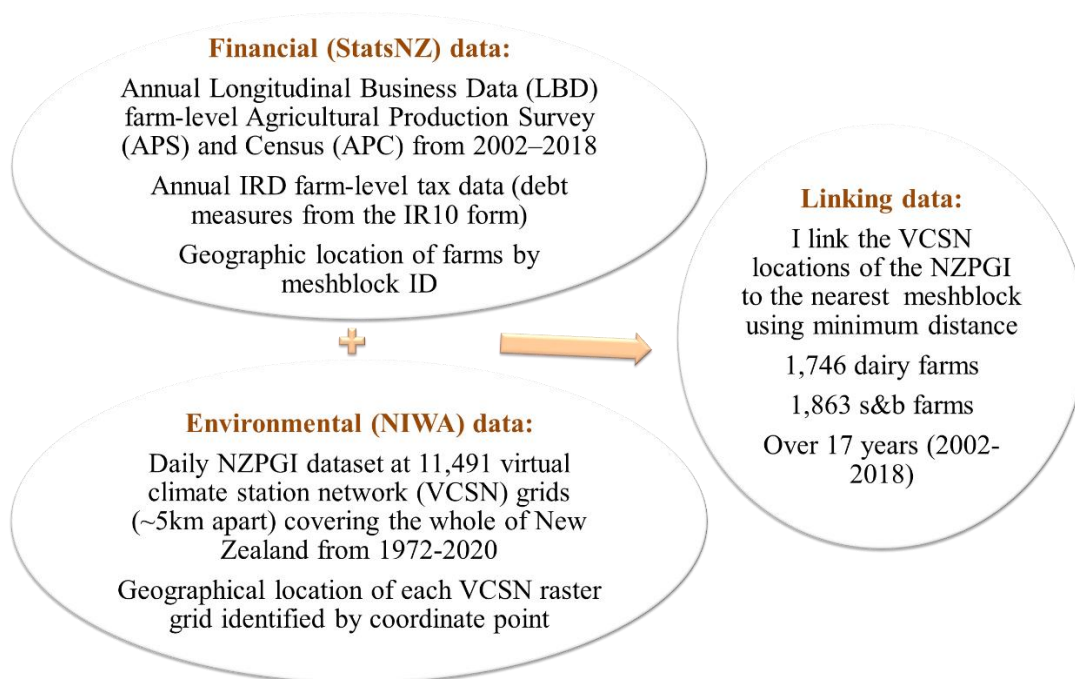 Financial (StatsNZ) data:
Annual Longitudinal Business Data (LBD)
farm-level Agricultural Production Survey
(APS) and Census (APC) from 2002–2018
Annual IRD farm-level tax data (debt
measures from the IR10 form)
Geographic location of farms by
meshblock ID
+
Environmental (NIWA) data:
Daily NZPGI dataset at 11,491 virtual
climate station network (VCSN) grids
(~5km apart) covering the whole of New
Zealand from 1972-2020
Geographical location of each VCSN raster
grid identified by coordinate point
Linking data:
I link the VCSN
locations of the NZPGI
to the nearest meshblock
using minimum distance
1,746 dairy farms
1,863 s&b farms
Over 17 years (2002-
2018)